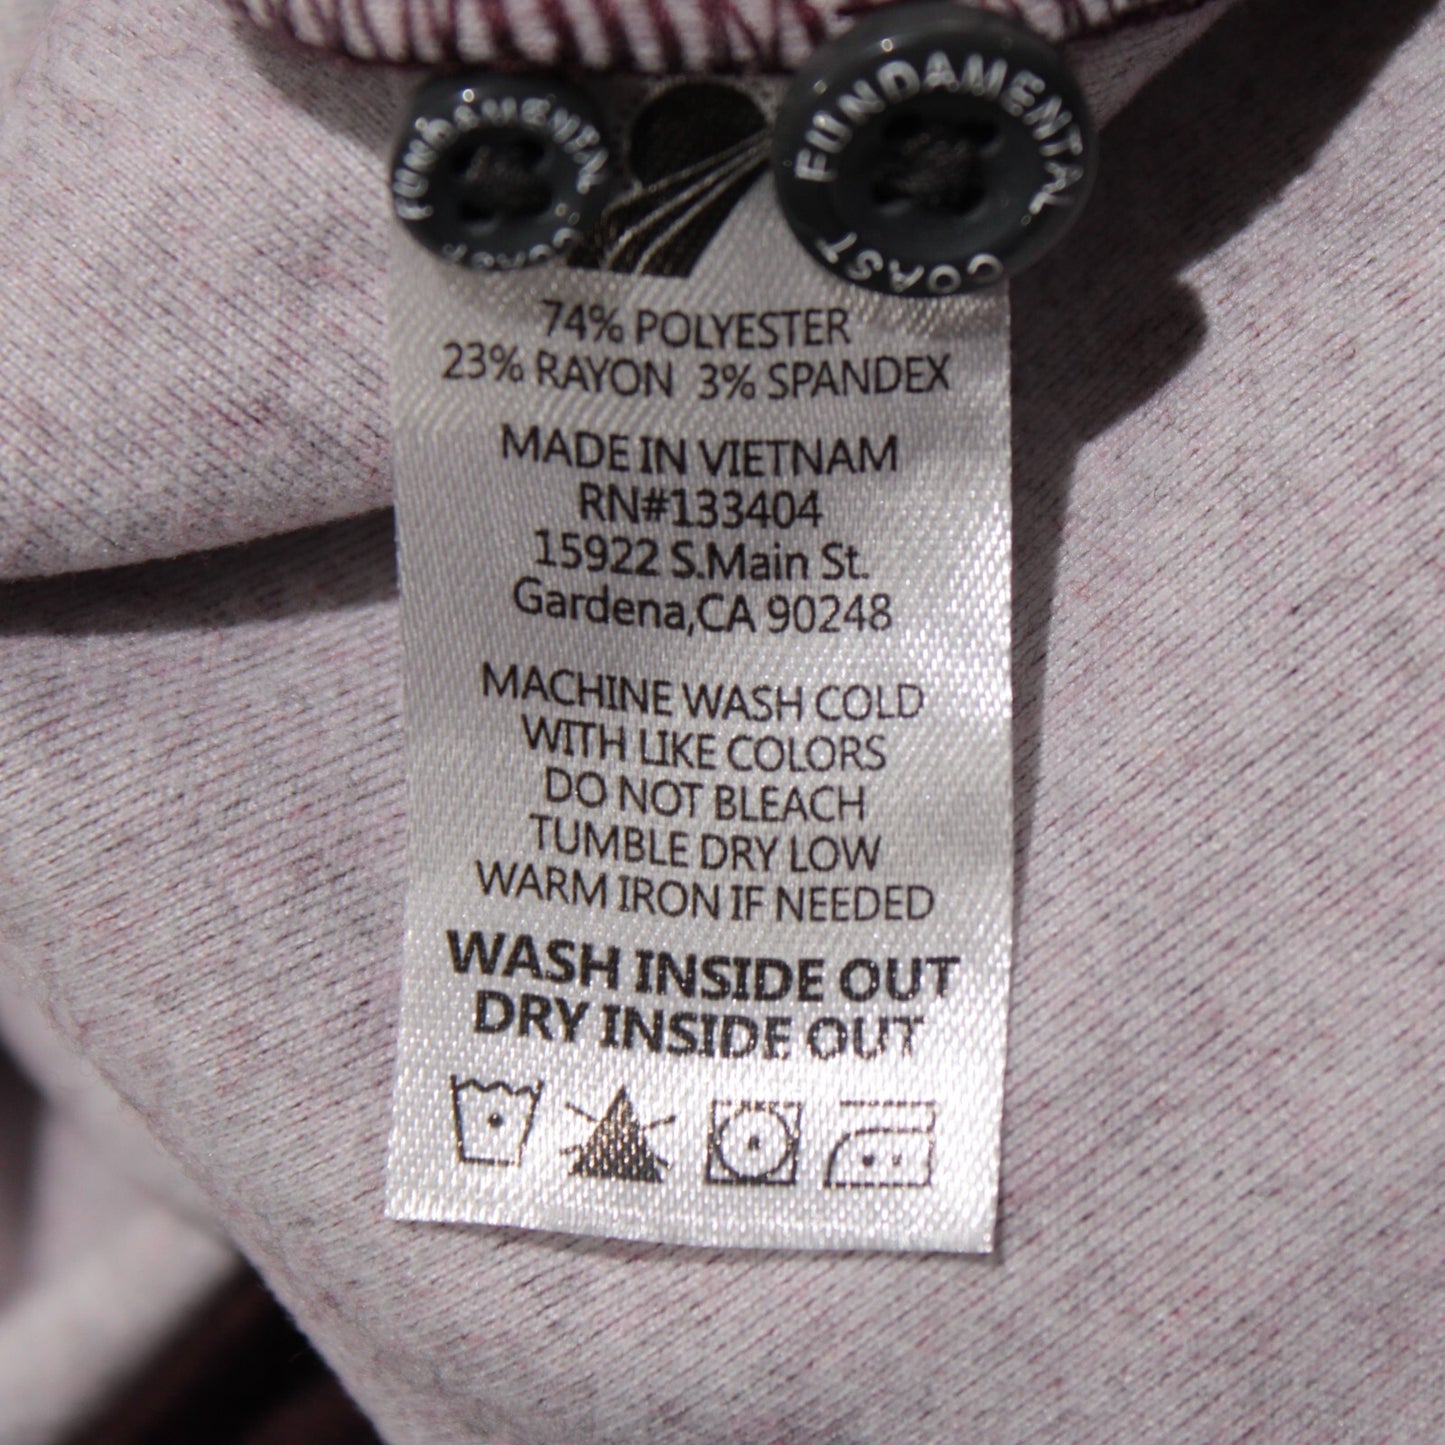 FUNDAMENTAL COAST
FUNDAMENTAL COAST
74% POLYESTER
23% RAYON 3% SPANDEX
MADE IN VIETNAM
RN#133404
15922 S.Main St.
Gardena,CA 90248
MACHINE WASH COLD
WITH LIKE COLORS
DO NOT BLEACH
TUMBLE DRY LOW
WARM IRON IF NEEDED
WASH INSIDE OUT
DRY INSIDE OUT